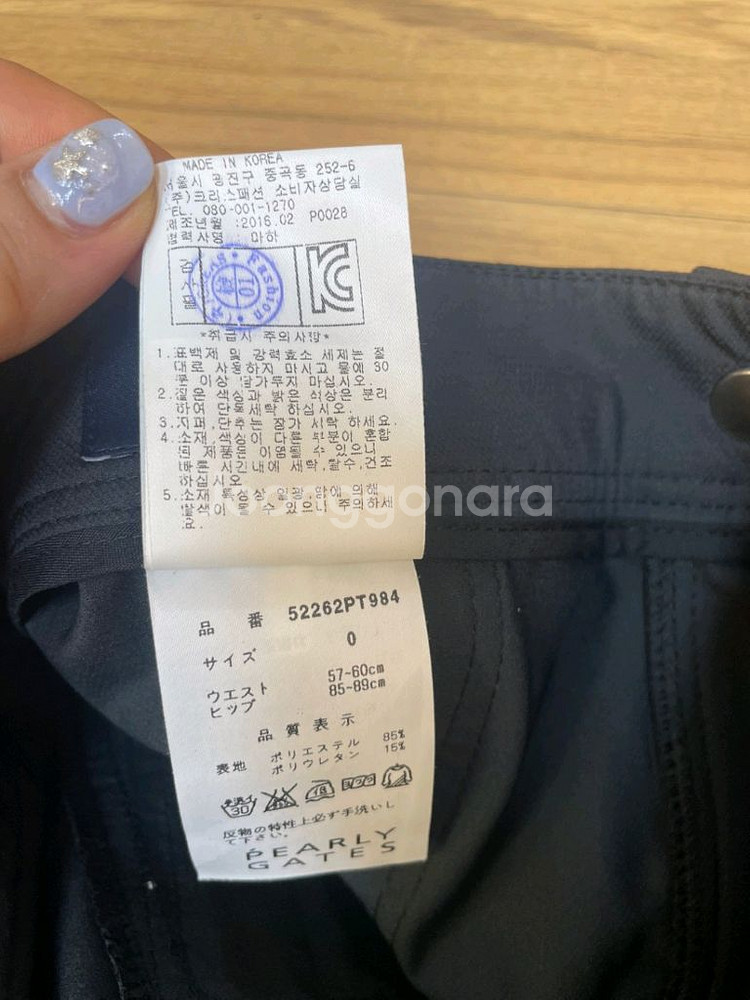 MADE IN KOREA
서울시 광진구 중곡동 252-6
(주)크리스패션 소비자상담실
TEL. 080-001-1270
제조년월 :2016.02 P0028
협력사명 : 마하
검사필
Fashion
01
*취급시 주의사항*
1.표백제 및 강력효소 세제는 절
대로 사용하지 마시고 물에 30
분 이상 담가두지 마십시오.
2.짙은 색상과 밝은 색상은 분리
하여 단독세탁 하십시오.
3.지퍼,단추는 잠가 세탁 하세요.
4.소재,색상이 다른 부분이 혼합
된 제품은 이염될수 있으니
빠른 시간내에 세탁,탈수,건조
하십시오
5.소재 특성상 일광,땀에 의해
탈색이 될수 있으니 주의하세
요.
joonggonara
品 番 52262PT984
サイズ 0
ウエスト 57-60cm
ヒップ 85-89cm
品質表示
表地 ポリエステル 85%
ポリウレタン 15%
30
反物の特性上必ず手洗いし
て下さい。
PEARLY
GATES